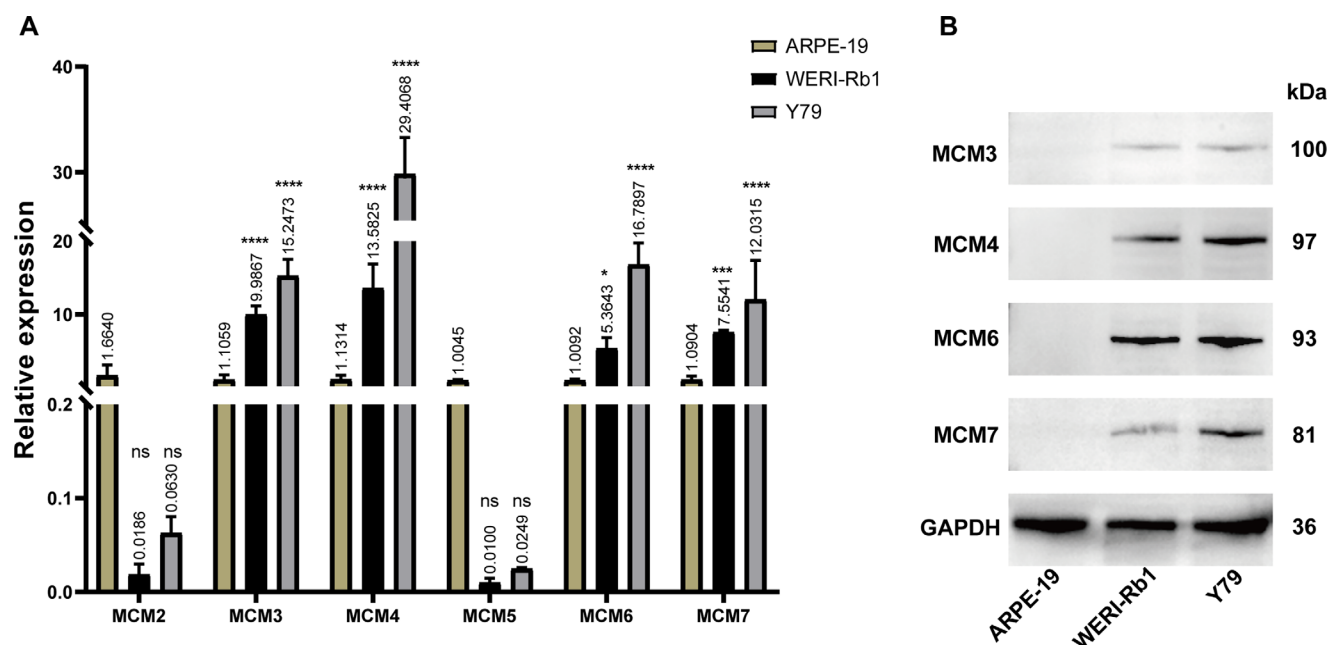 A
Relative expression
40
30
20
10
0.2
0.1
0.0
ARPE-19
WERI-Rb1
Y79
1.6640
ns
0.0186
ns
0.0630
1.1059
****
9.9867
****
15.2473
1.1314
****
13.5825
****
29.4068
1.0045
ns
0.0100
ns
0.0249
1.0092
*
5.3643
****
16.7897
1.0904
***
7.5541
****
12.0315
MCM2 MCM3 MCM4 MCM5 MCM6 MCM7
B
kDa
MCM3 100
MCM4 97
MCM6 93
MCM7 81
GAPDH 36
ARPE-19 WERI-Rb1 Y79